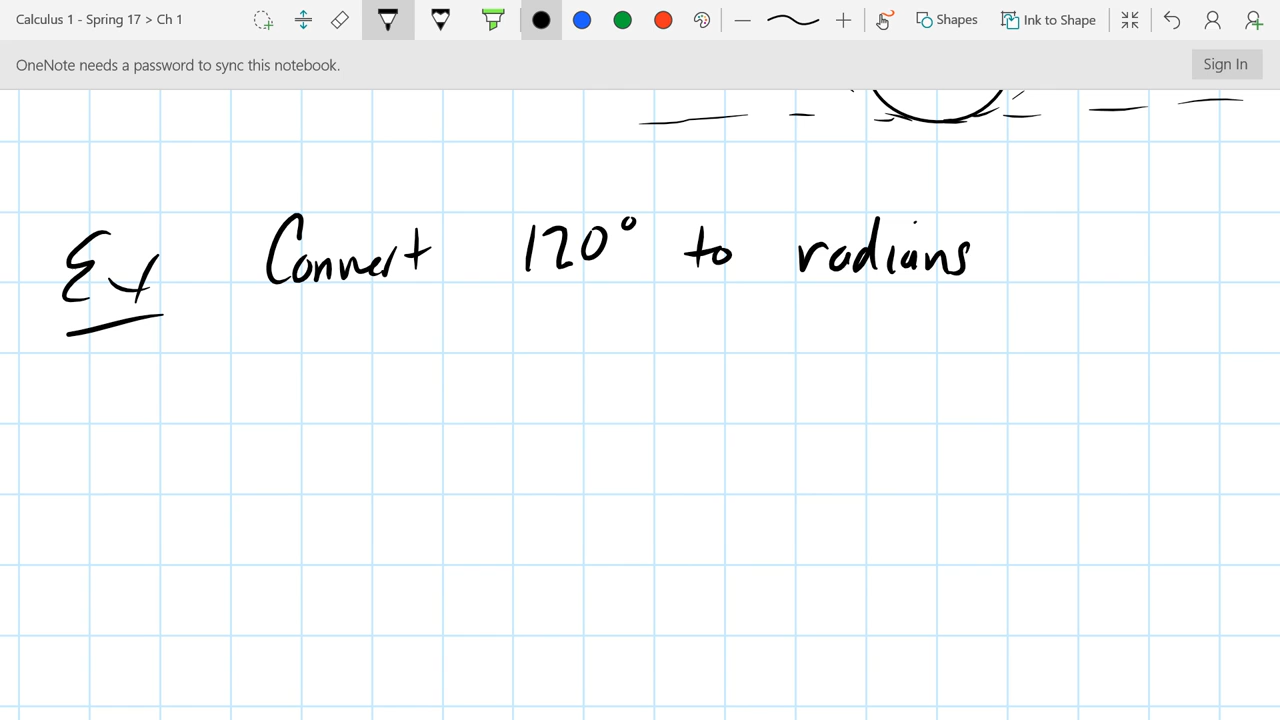 Calculus 1 - Spring 17 > Ch 1
Shapes
Ink to Shape
OneNote needs a password to sync this notebook.
Sign In
Ex Convert 120° to radians